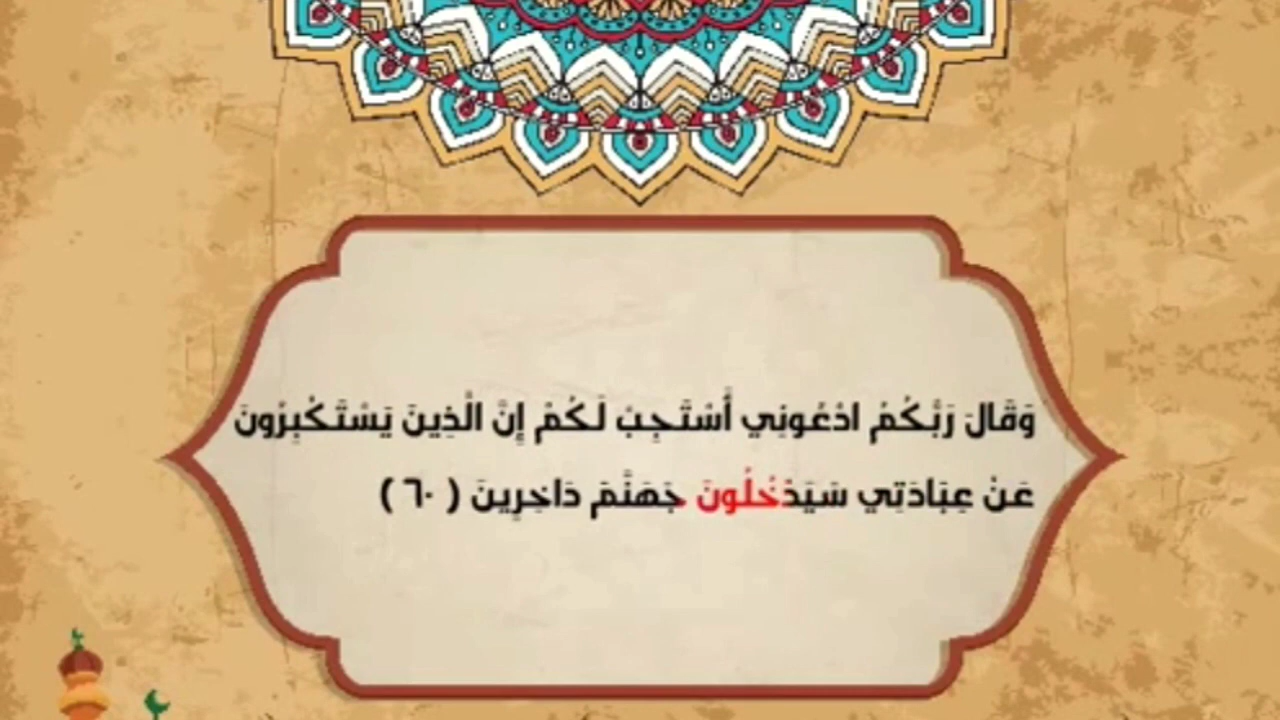 وَقَالَ رَبُّكُمُ ادْعُونِي أَسْتَجِبْ لَكُمْ إِنَّ الَّذِينَ يَسْتَكْبِرُونَ
عَنْ عِبَادَتِي سَيَدْخُلُونَ جَهَنَّمَ دَاخِرِينَ ( ٦٠ )